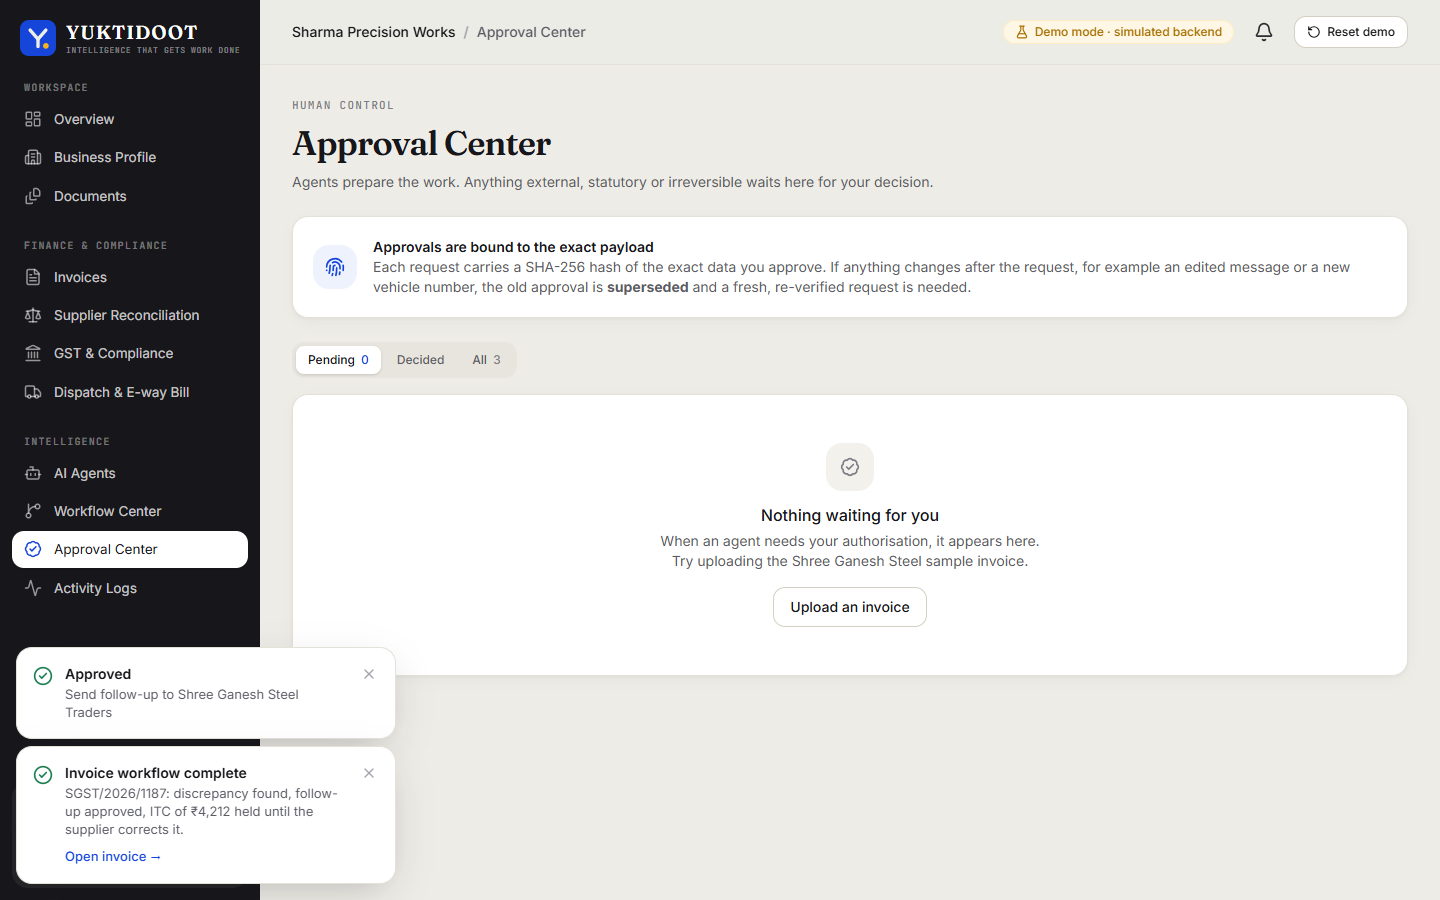 YUKTIDOOT
INTELLIGENCE THAT GETS WORK DONE
WORKSPACE
Overview
Business Profile
Documents
FINANCE & COMPLIANCE
Invoices
Supplier Reconciliation
GST & Compliance
Dispatch & E-way Bill
INTELLIGENCE
AI Agents
Workflow Center
Approval Center
Activity Logs
Sharma Precision Works / Approval Center
Demo mode · simulated backend
Reset demo
HUMAN CONTROL
Approval Center
Agents prepare the work. Anything external, statutory or irreversible waits here for your decision.
Approvals are bound to the exact payload
Each request carries a SHA-256 hash of the exact data you approve. If anything changes after the request, for example an edited message or a new
vehicle number, the old approval is superseded and a fresh, re-verified request is needed.
Pending 0
Decided
All 3
Nothing waiting for you
When an agent needs your authorisation, it appears here.
Try uploading the Shree Ganesh Steel sample invoice.
Upload an invoice
Approved
Send follow-up to Shree Ganesh Steel
Traders
Invoice workflow complete
SGST/2026/1187: discrepancy found, follow-
up approved, ITC of ₹4,212 held until the
supplier corrects it.
Open invoice →